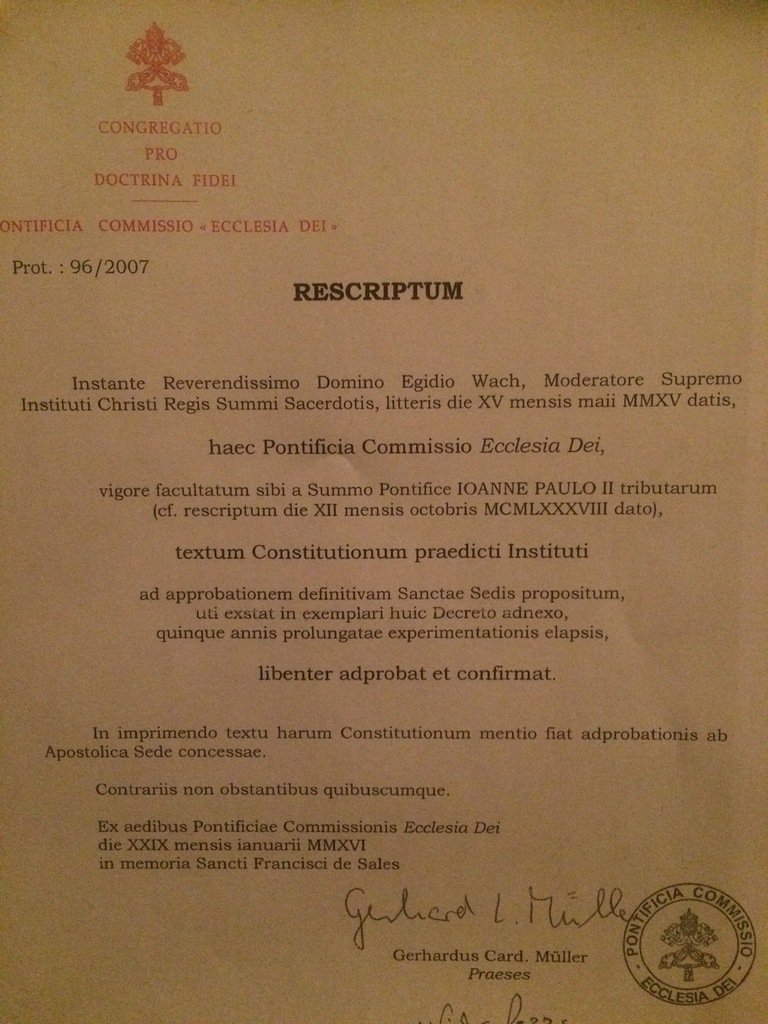 CONGREGATIO
PRO
DOCTRINA FIDEI
ONTIFICIA COMMISSIO « ECCLESIA DEI »
Prot. : 96/2007
RESCRIPTUM
Instante Reverendissimo Domino Egidio Wach, Moderatore Supremo
Instituti Christi Regis Summi Sacerdotis, litteris die XV mensis maii MMXV datis,
haec Pontificia Commissio Ecclesia Dei,
vigore facultatum sibi a Summo Pontifice IOANNE PAULO II tributarum
(cf. rescriptum die XII mensis octobris MCMLXXXVIII dato),
textum Constitutionum praedicti Instituti
ad approbationem definitivam Sanctae Sedis propositum,
uti exstat in exemplari huic Decreto adnexo,
quinque annis prolungatae experimentationis elapsis,
libenter adprobat et confirmat.
In imprimendo textu harum Constitutionum mentio fiat adprobationis ab
Apostolica Sede concessae.
Contrariis non obstantibus quibuscumque.
Ex aedibus Pontificiae Commissionis Ecclesia Dei
die XXIX mensis ianuarii MMXVI
in memoria Sancti Francisci de Sales
Gerhard L. Müller
Gerhardus Card. Müller
Praeses
PONTIFICIA COMMISSIO
ECCLESIA DEI